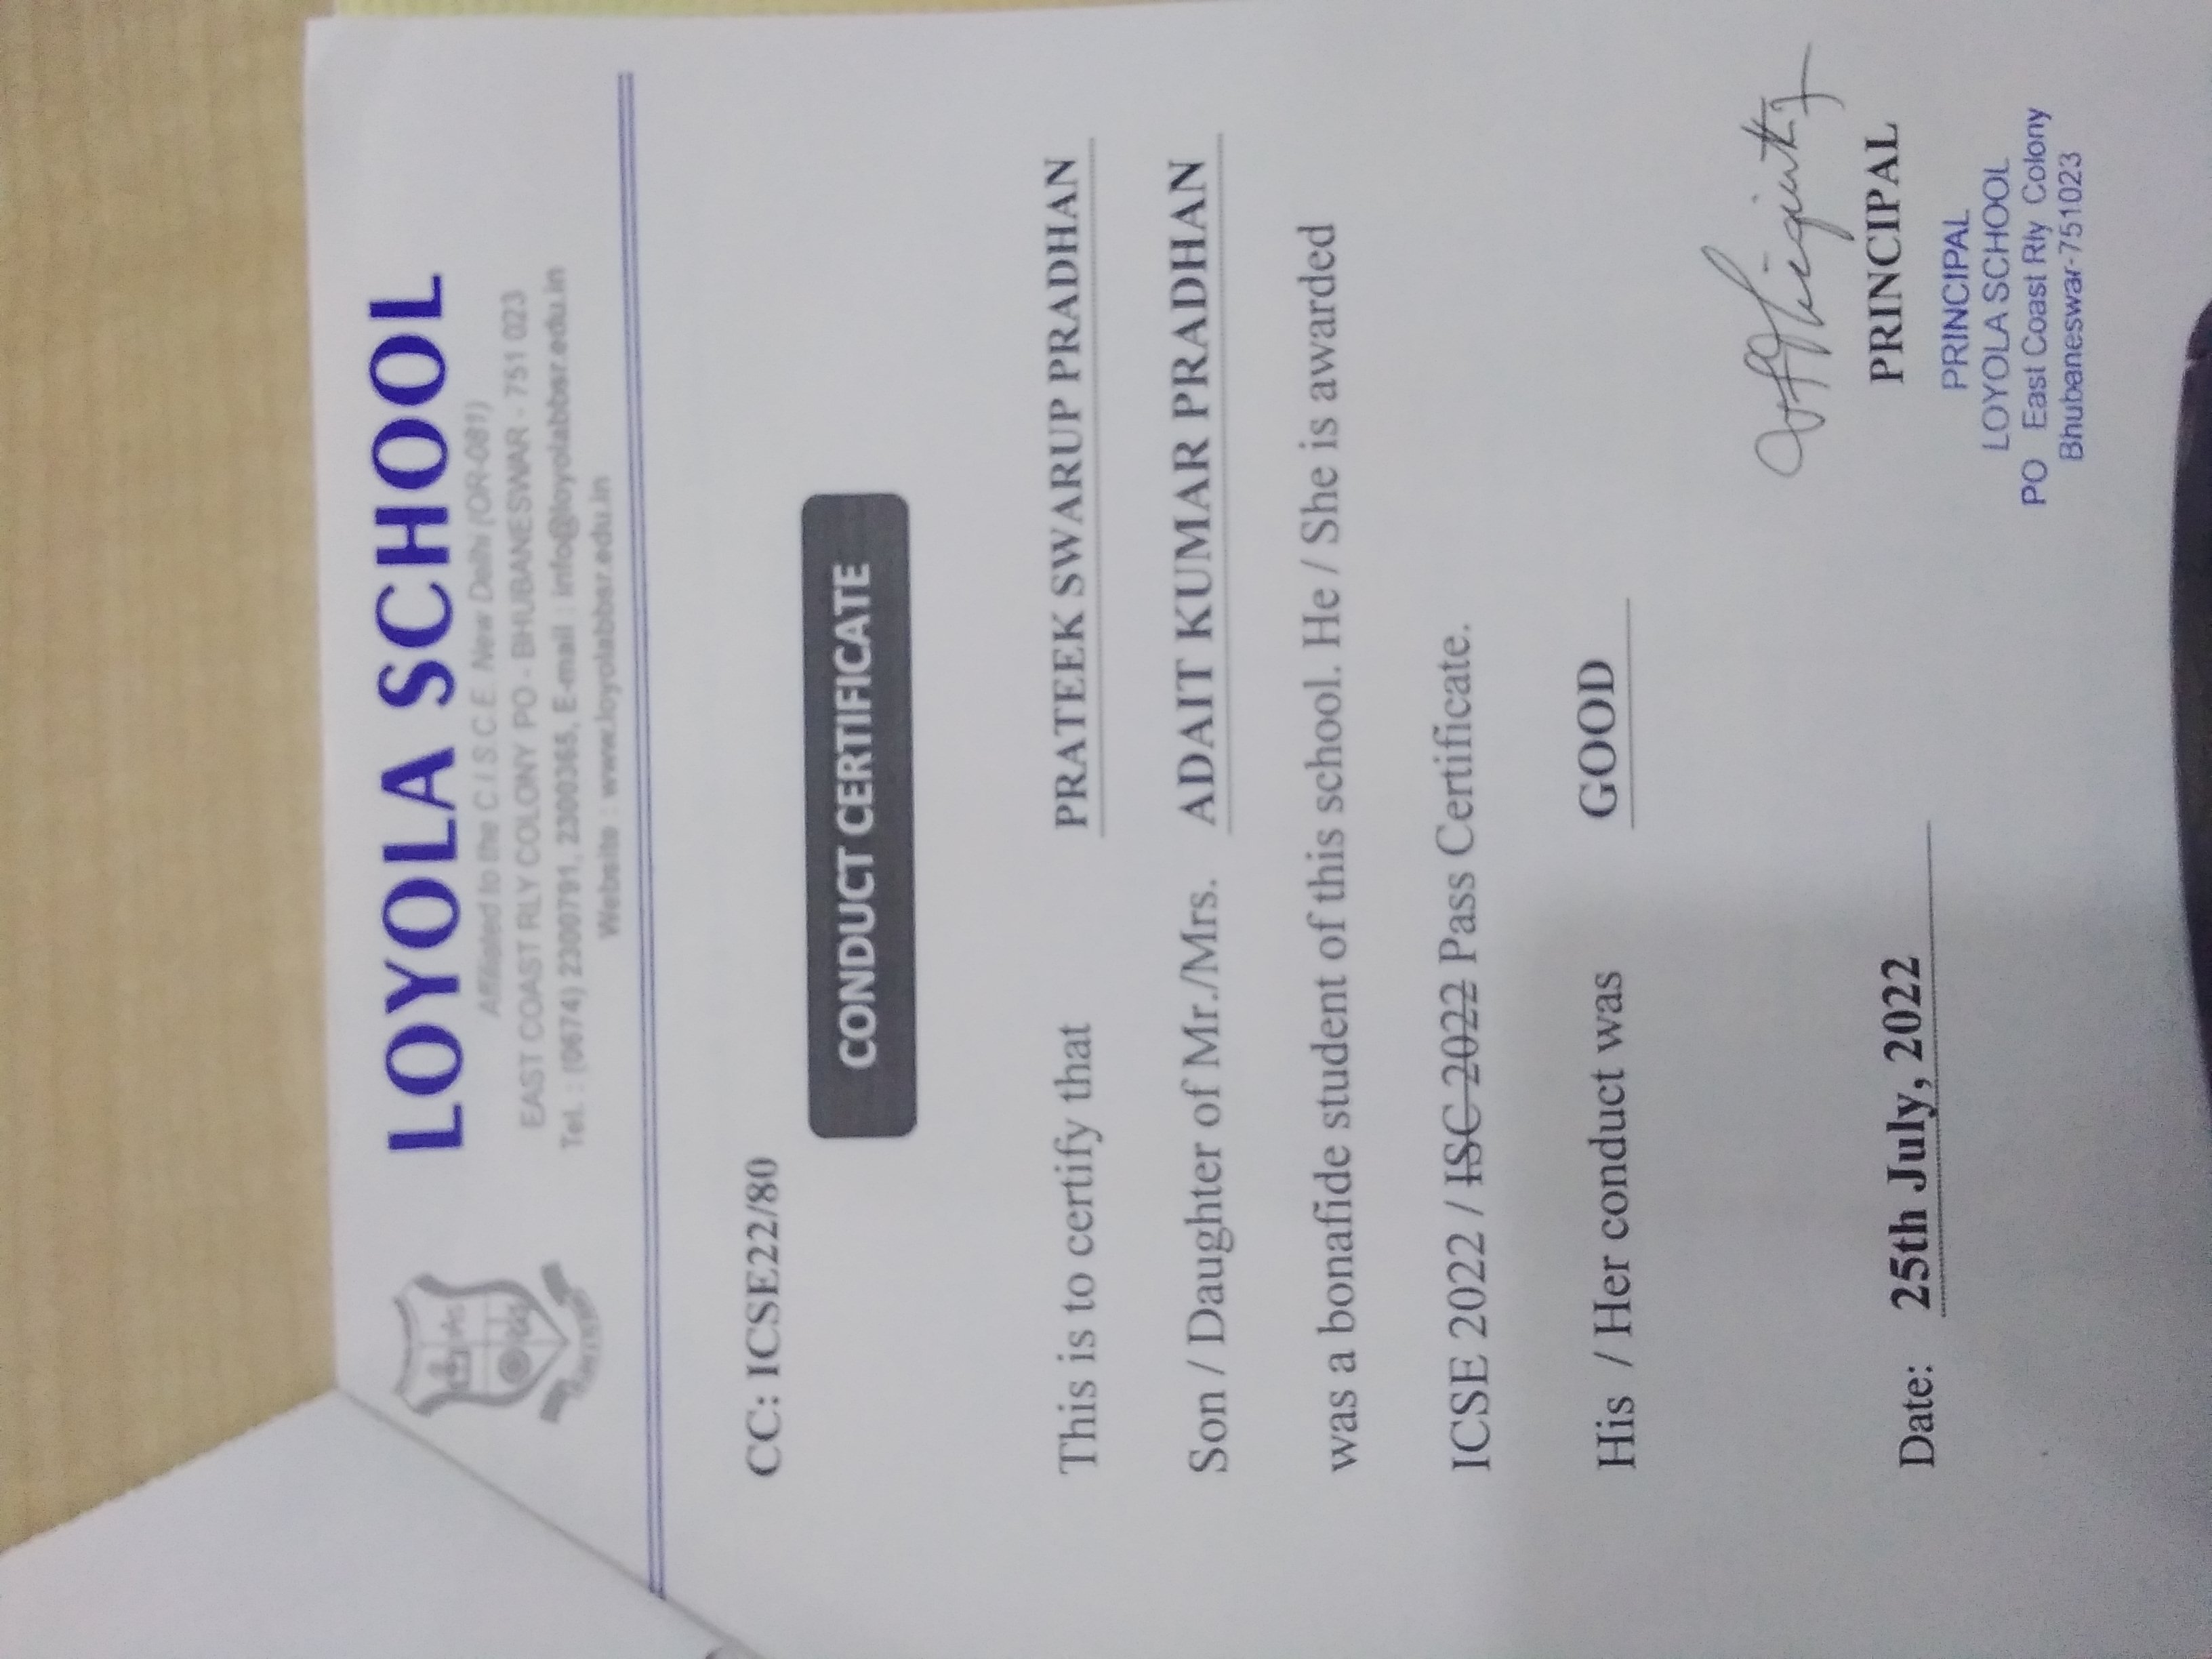 LOYOLA SCHOOL
Affiliated to the C.I.S.C.E. New Delhi (OR-081)
EAST COAST RLY COLONY PO - BHUBANESWAR - 751 023
Tel. : (0674) 2300791, 2300365, E-mail : info@loyolabbsr.edu.in
Website : www.loyolabbsr.edu.in
CC: ICSE22/80
CONDUCT CERTIFICATE
This is to certify that PRATEEK SWARUP PRADHAN
Son / Daughter of Mr./Mrs. ADAIT KUMAR PRADHAN
was a bonafide student of this school. He / She is awarded
ICSE 2022 / ISC 2022 Pass Certificate.
His / Her conduct was GOOD
Date: 25th July, 2022
PRINCIPAL
PRINCIPAL
LOYOLA SCHOOL
PO East Coast Rly Colony
Bhubaneswar-751023